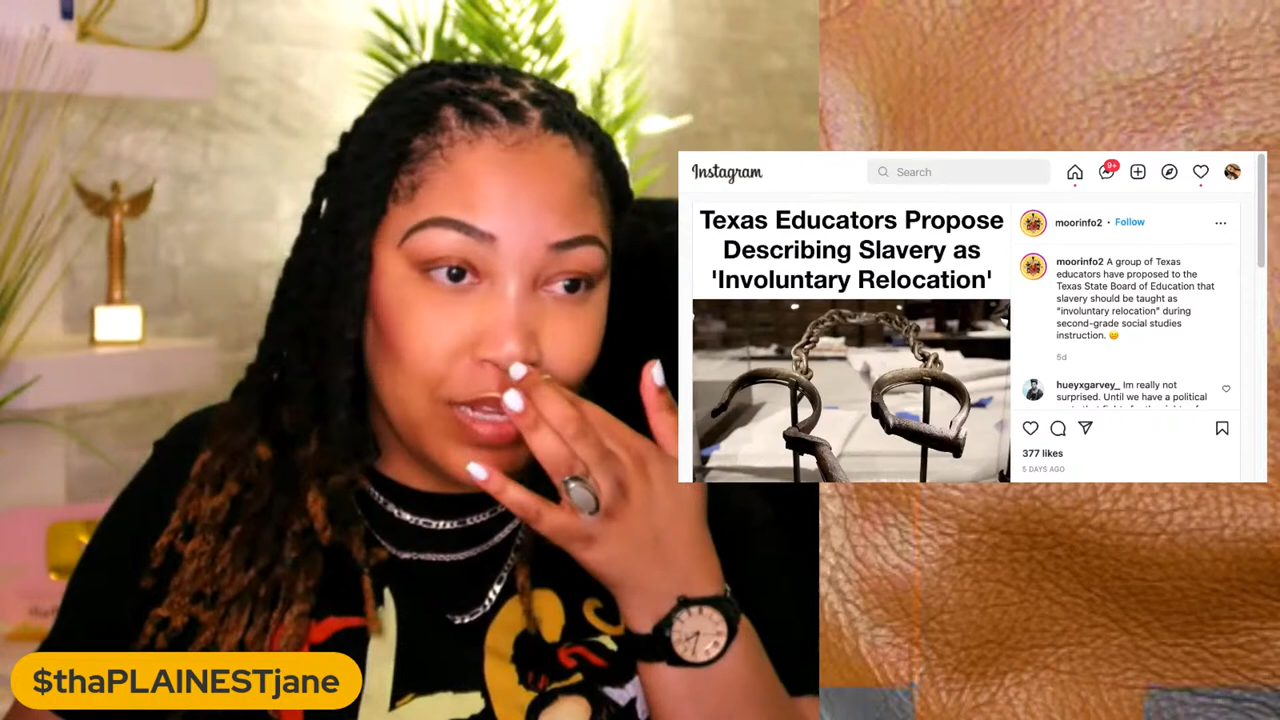 Instagram
Search
9+
Texas Educators Propose
Describing Slavery as
'Involuntary Relocation'
moorinfo2 · Follow
moorinfo2 A group of Texas
educators have proposed to the
Texas State Board of Education that
slavery should be taught as
"involuntary relocation" during
second-grade social studies
instruction. 😑
5d
hueyxgarvey_ Im really not
surprised. Until we have a political
377 likes
5 DAYS AGO
$thaPLAINESTjane